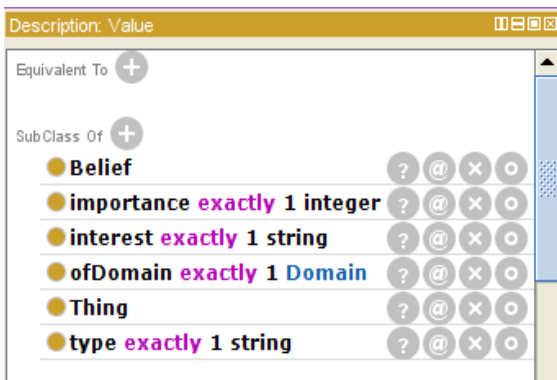 Description: Value
Equivalent To
SubClass Of
Belief
importance exactly 1 integer
interest exactly 1 string
ofDomain exactly 1 Domain
Thing
type exactly 1 string